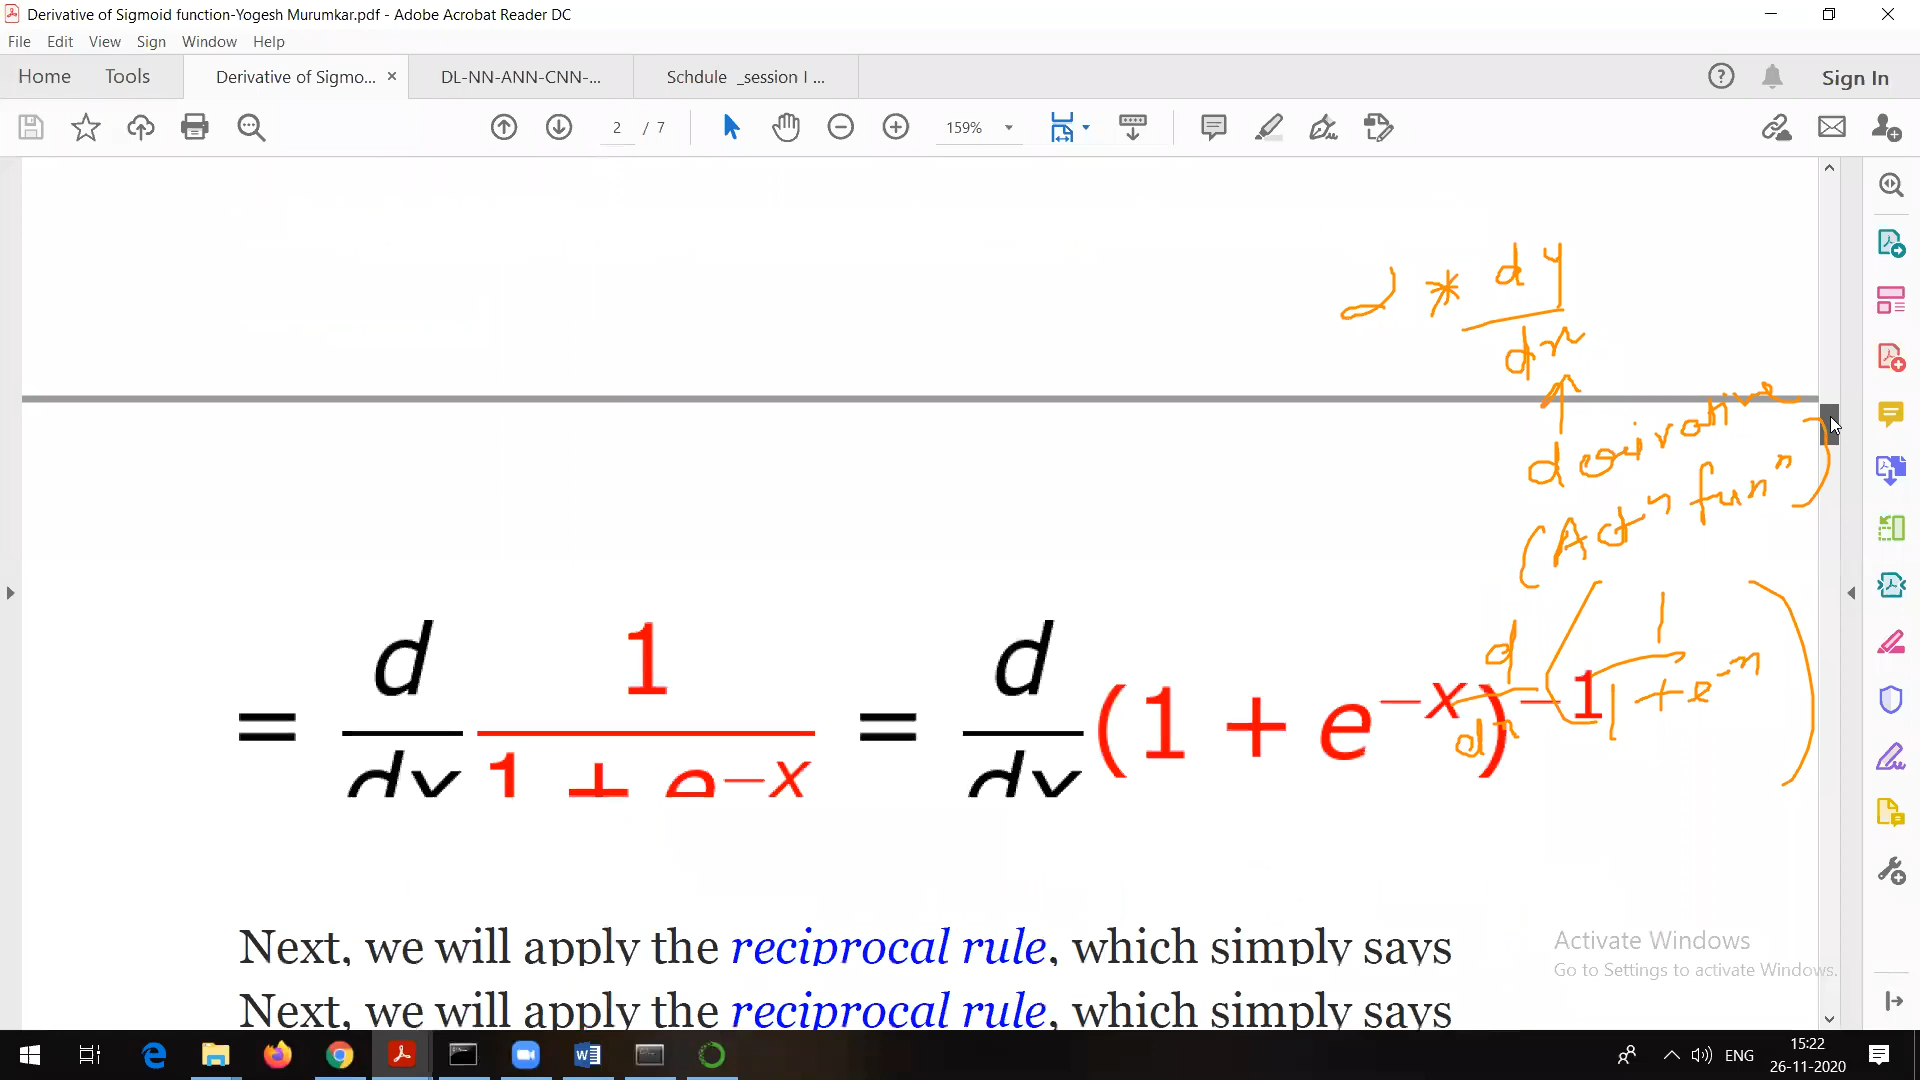 Derivative of Sigmoid function-Yogesh Murumkar.pdf - Adobe Acrobat Reader DC
File Edit View Sign Window Help
Home Tools Derivative of Sigmo... × DL-NN-ANN-CNN-... Schdule _session I ... Sign In
2 / 7 159%
* dy
dx
derivative
(Actⁿ funⁿ)
d/dx (1/1+e⁻ˣ)
= d/dx 1/1 + e⁻ˣ = d/dx (1 + e⁻ˣ)⁻¹
Next, we will apply the reciprocal rule, which simply says
Next, we will apply the reciprocal rule, which simply says
Activate Windows
Go to Settings to activate Windows.
ENG
15:22
26-11-2020